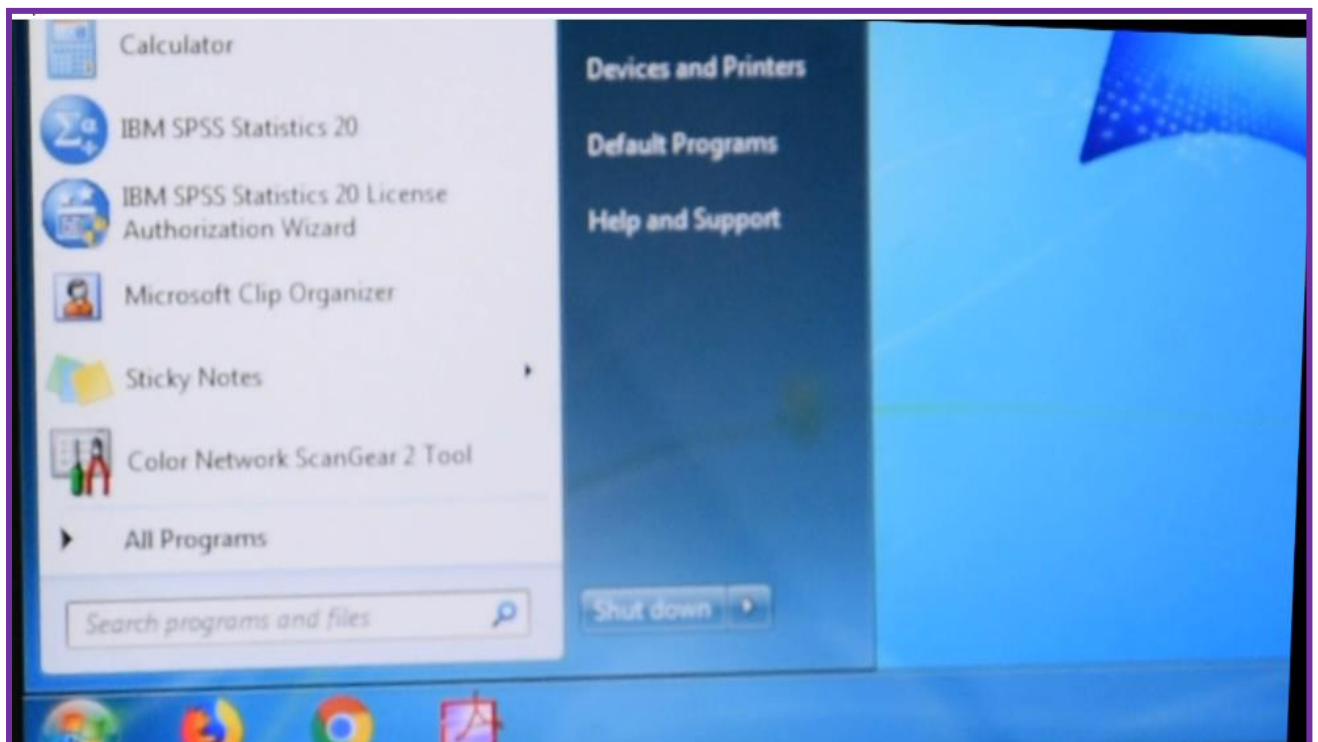 Calculator
IBM SPSS Statistics 20
IBM SPSS Statistics 20 License
Authorization Wizard
Microsoft Clip Organizer
Sticky Notes
Color Network ScanGear 2 Tool
All Programs
Search programs and files
Devices and Printers
Default Programs
Help and Support
Shut down